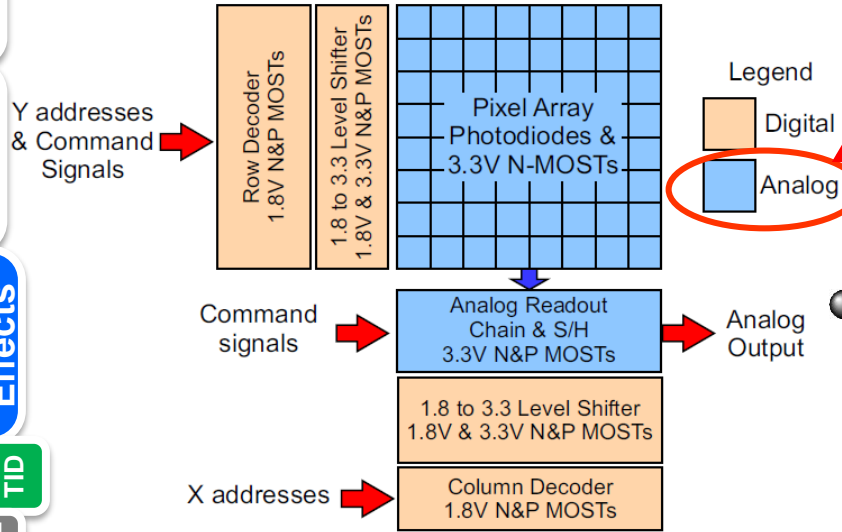 Y addresses
& Command
Signals
Row Decoder
1.8V N&P MOSTs
1.8 to 3.3 Level Shifter
1.8V & 3.3V N&P MOSTs
Pixel Array
Photodiodes &
3.3V N-MOSTs
Legend
Digital
Analog
Command
signals
Analog Readout
Chain & S/H
3.3V N&P MOSTs
Analog
Output
1.8 to 3.3 Level Shifter
1.8V & 3.3V N&P MOSTs
X addresses
Column Decoder
1.8V N&P MOSTs
Effects
TID